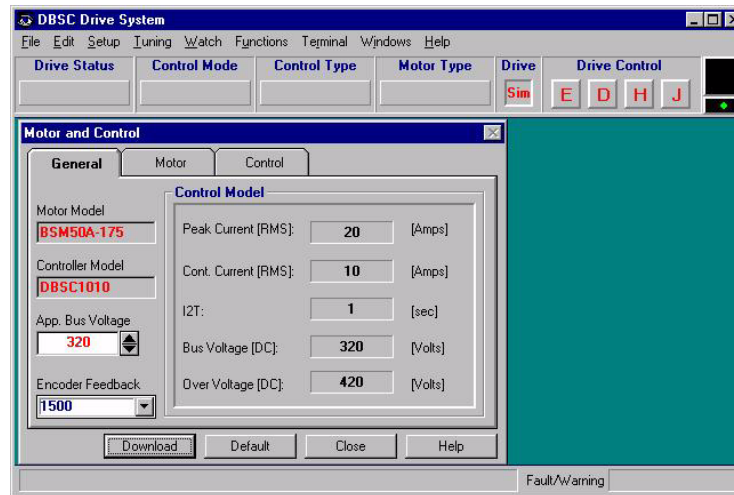 DBSC Drive System
File Edit Setup Tuning Watch Functions Terminal Windows Help
Drive Status Control Mode Control Type Motor Type Drive Drive Control
Sim E D H J
Motor and Control
General Motor Control
Control Model
Motor Model
BSM50A-175
Peak Current [RMS]: 20 [Amps]
Controller Model
DBSC1010
Cont. Current [RMS]: 10 [Amps]
I2T: 1 [sec]
App. Bus Voltage
320
Bus Voltage [DC]: 320 [Volts]
Encoder Feedback
1500
Over Voltage [DC]: 420 [Volts]
Download Default Close Help
Fault/Warning